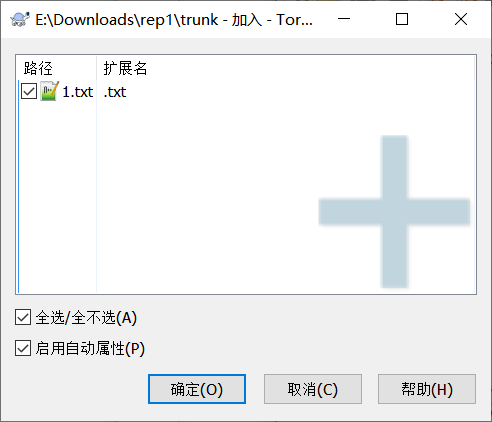 E:\Downloads\rep1\trunk - 加入 - Tor...
路径 扩展名
1.txt .txt
全选/全不选(A)
启用自动属性(P)
确定(O) 取消(C) 帮助(H)